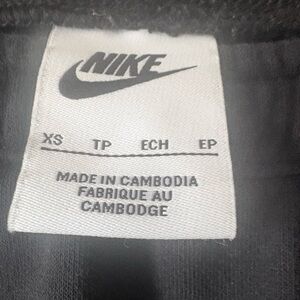 NIKE
XS TP ECH EP
MADE IN CAMBODIA
FABRIQUE AU
CAMBODGE